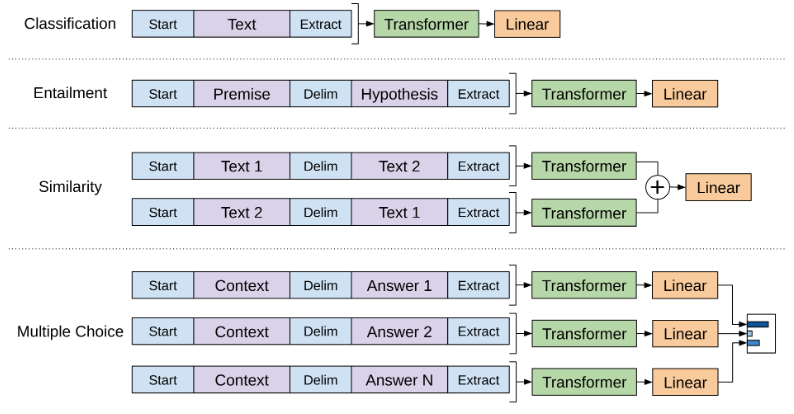 Classification Start Text Extract Transformer Linear
Entailment Start Premise Delim Hypothesis Extract Transformer Linear
Similarity
Start Text 1 Delim Text 2 Extract Transformer
+ Linear
Start Text 2 Delim Text 1 Extract Transformer
Multiple Choice
Start Context Delim Answer 1 Extract Transformer Linear
Start Context Delim Answer 2 Extract Transformer Linear
Start Context Delim Answer N Extract Transformer Linear